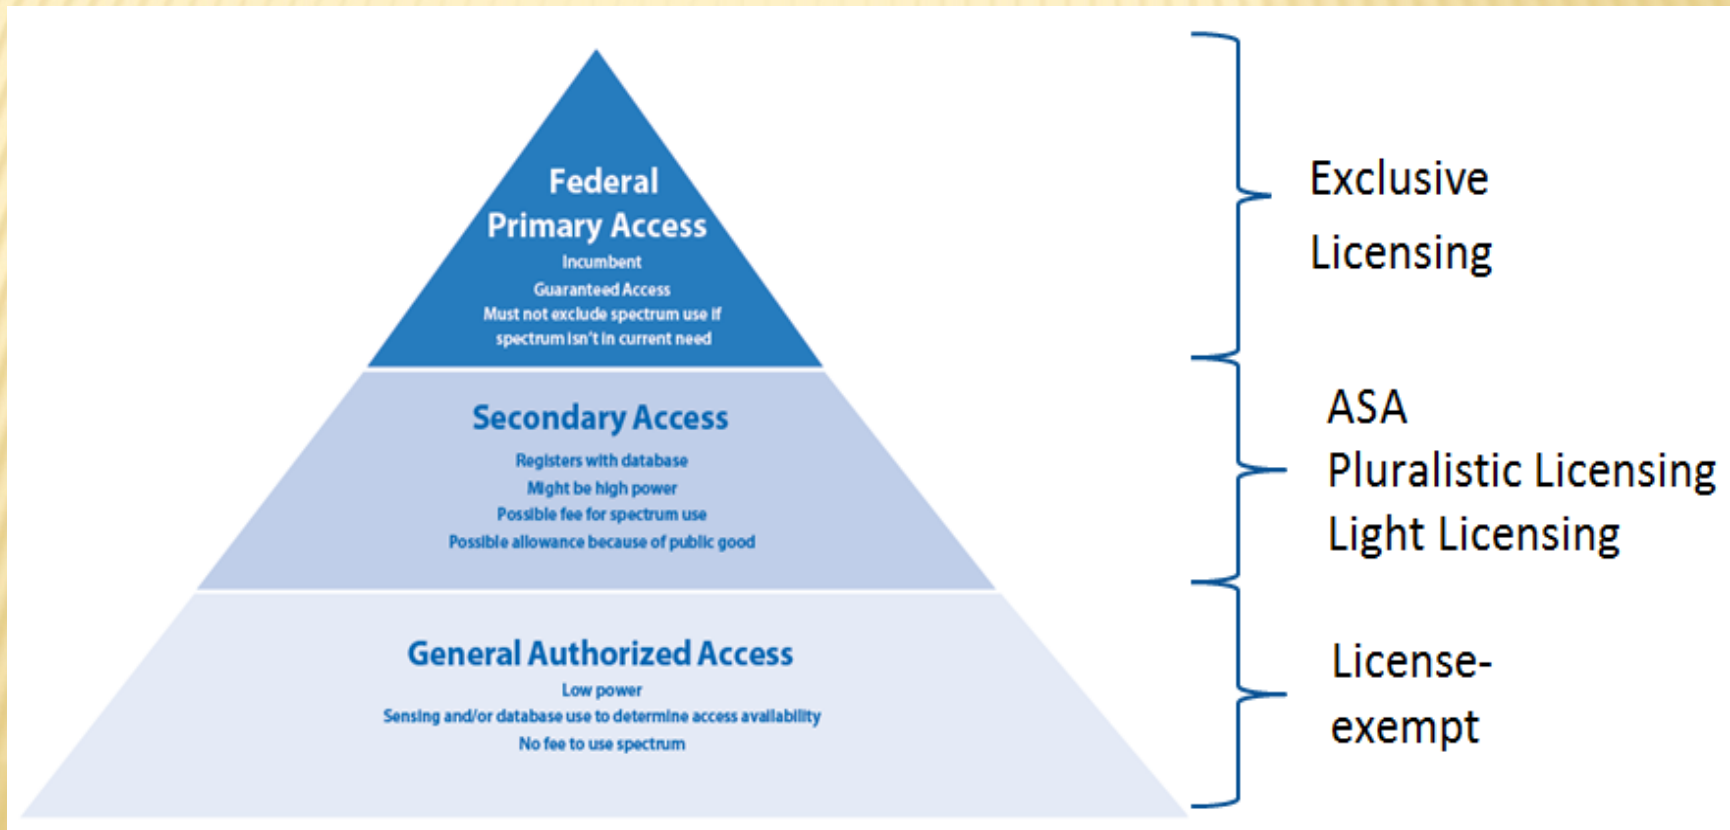 Federal
Primary Access
Incumbent
Guaranteed Access
Must not exclude spectrum use if
spectrum isn't in current need
Exclusive
Licensing
Secondary Access
Registers with database
Might be high power
Possible fee for spectrum use
Possible allowance because of public good
ASA
Pluralistic Licensing
Light Licensing
General Authorized Access
Low power
Sensing and/or database use to determine access availability
No fee to use spectrum
License-
exempt